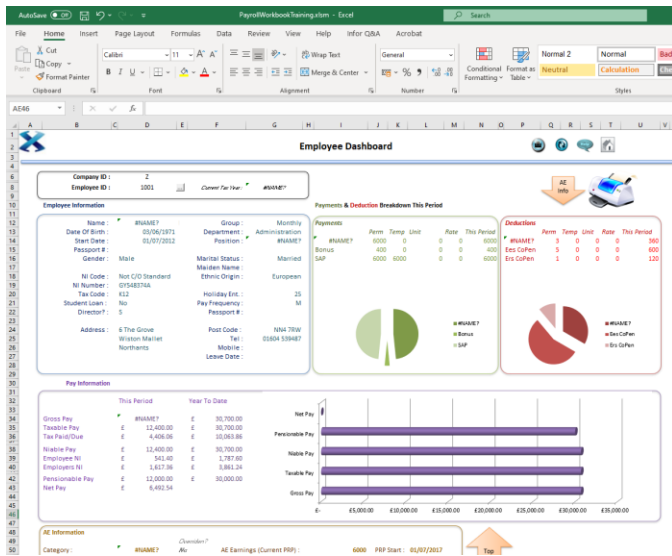 AutoSave Off PayrollWorkbookTraining.xlsm - Excel Search
File Home Insert Page Layout Formulas Data Review View Help Infor Q&A Acrobat
Cut Calibri 11 Wrap Text General Normal 2 Normal Bad
Paste Copy Merge & Center Conditional Format as Neutral Calculation
Format Painter Formatting Table
Clipboard Font Alignment Number Styles
AE46 fx
A B C D E F G H I J K L M N O P Q R S T U V
Employee Dashboard
Company ID : 2
Employee ID : 1001 Current Tax Year: #NAME? AE Info
Employee Information Payments & Deduction Breakdown This Period
Name : #NAME? Group : Monthly Payments Deductions
Date Of Birth : 03/06/1971 Department : Administration Perm Temp Unit Rate This Period Perm Temp Unit Rate This Period
Start Date : 01/07/2012 Position : #NAME? #NAME? 6000 0 0 0 6000 #NAME? 3 0 0 0 360
Passport # : Bonus 400 0 0 0 400 Ees CoPen 5 0 0 0 600
Gender : Male Marital Status : Married SAP 6000 6000 0 0 6000 Ers CoPen 1 0 0 0 120
Maiden Name :
NI Code : Not C/O Standard Ethnic Origin : European
NI Number : GY548374A
Tax Code : K12 Holiday Ent. : 25
Student Loan : No Pay Frequency : M #NAME? #NAME?
Director? : S Passport # : Bonus Ees CoPen
SAP Ers CoPen
Address : 6 The Grove Post Code : NN4 7RW
Wilston Mallet Tel : 01604 539487
Northants Mobile :
Leave Date :
Pay Information
This Period Year To Date
Gross Pay #NAME? £ 30,700.00 Net Pay
Taxable Pay £ 12,400.00 £ 30,700.00
Tax Paid/Due £ 4,406.06 £ 10,063.86 Pensionable Pay
Niable Pay £ 12,400.00 £ 30,700.00 Niable Pay
Employee NI £ 541.40 £ 1,787.60
Employers NI £ 1,617.36 £ 3,861.24 Taxable Pay
Pensionable Pay £ 12,000.00 £ 30,000.00
Net Pay £ 6,492.54 Gross Pay
£- £5,000.00 £10,000.00 £15,000.00 £20,000.00 £25,000.00 £30,000.00 £35,000.00
AE Information
Overriden?
Category : #NAME? No AE Earnings (Current PRP) : 6000 PRP Start : 01/07/2017 Top